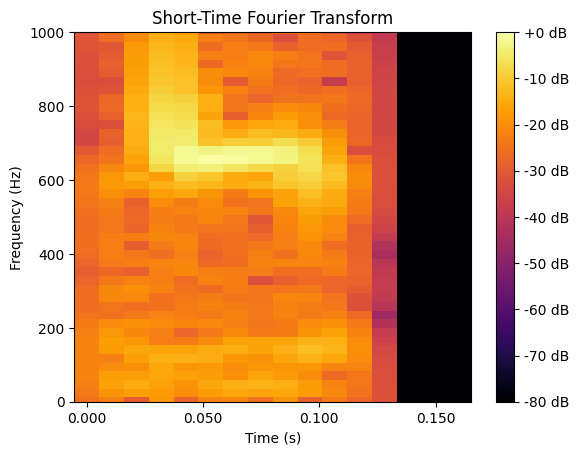 Short-Time Fourier Transform
1000
800
600
400
200
0
Frequency (Hz)
0.000
0.050
0.100
0.150
Time (s)
+0 dB
-10 dB
-20 dB
-30 dB
-40 dB
-50 dB
-60 dB
-70 dB
-80 dB